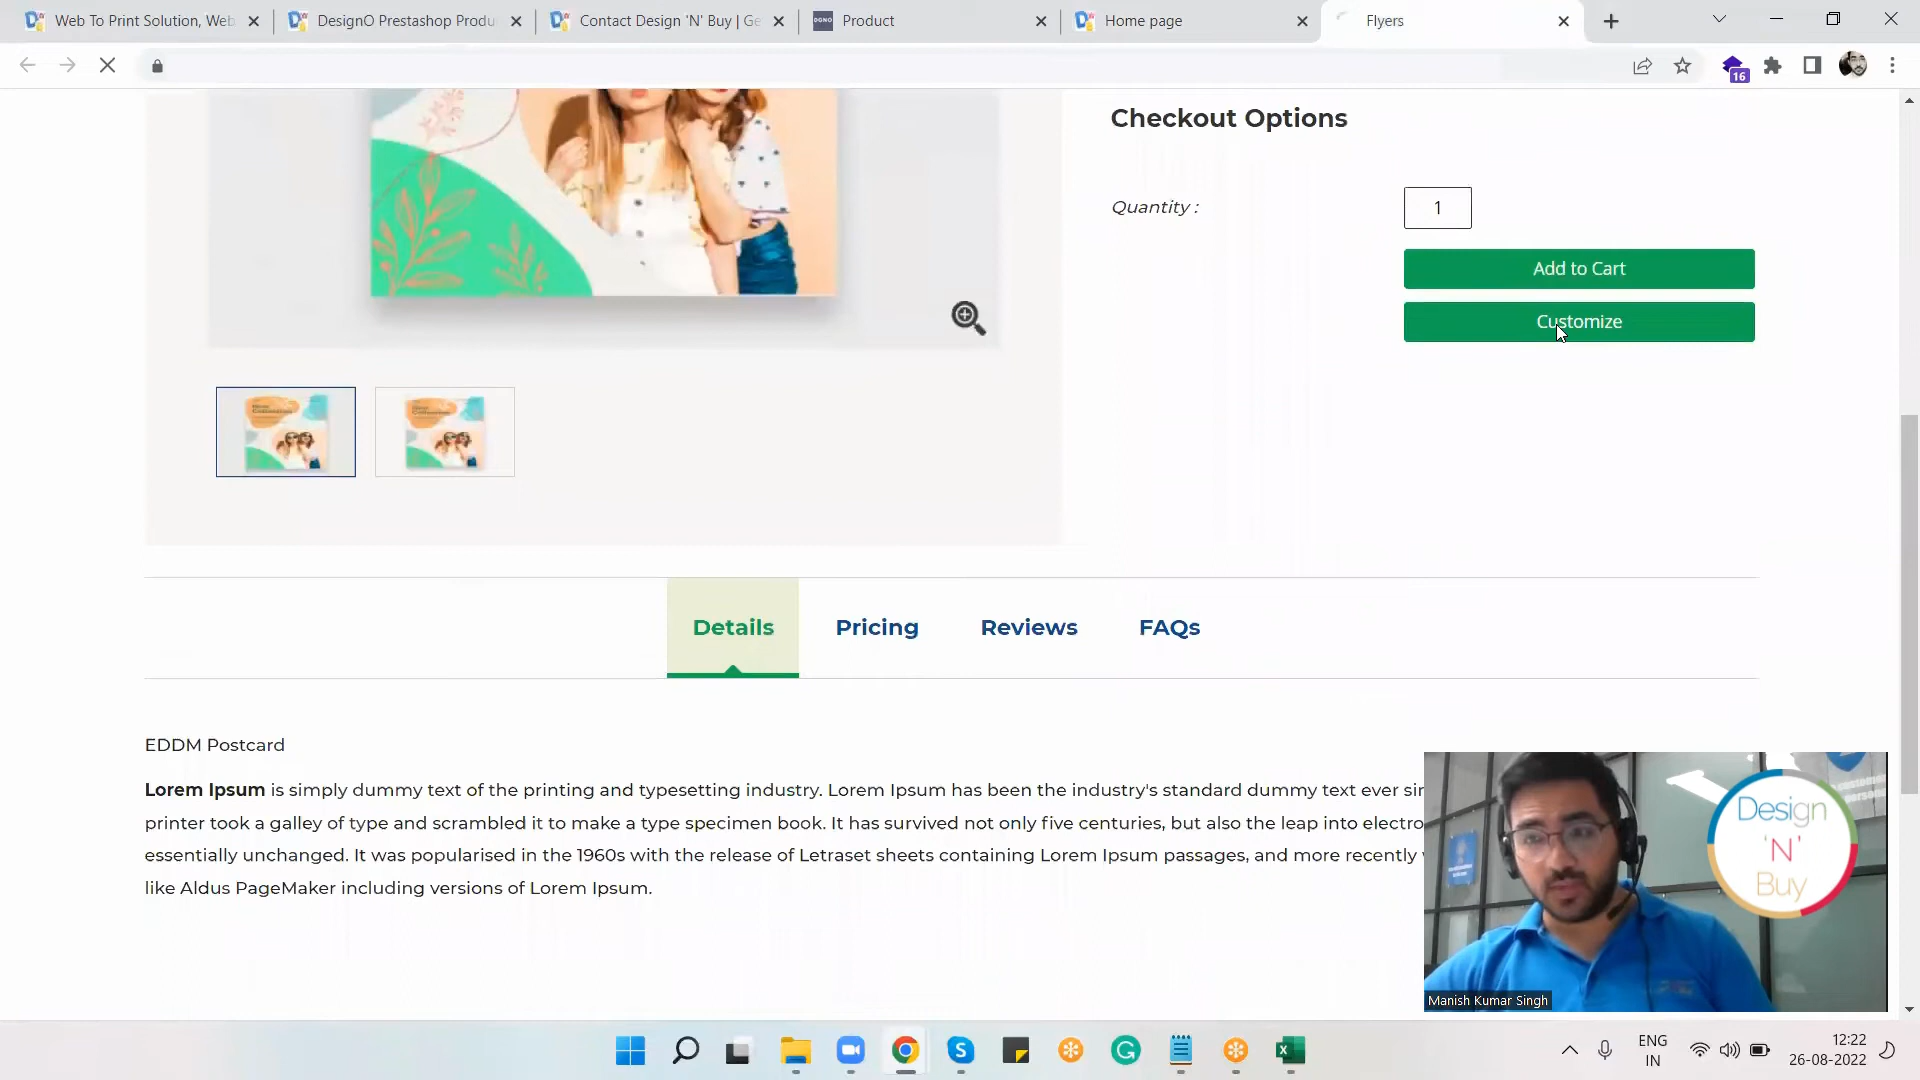 Web To Print Solution, Web
DesignO Prestashop Produ
Contact Design 'N' Buy | Ge
DGNO
Product
Home page
Flyers
16
Checkout Options
Quantity :
1
Add to Cart
Customize
Details
Pricing
Reviews
FAQs
EDDM Postcard
Lorem Ipsum is simply dummy text of the printing and typesetting industry. Lorem Ipsum has been the industry's standard dummy text ever sin
printer took a galley of type and scrambled it to make a type specimen book. It has survived not only five centuries, but also the leap into electro
essentially unchanged. It was popularised in the 1960s with the release of Letraset sheets containing Lorem Ipsum passages, and more recently
like Aldus PageMaker including versions of Lorem Ipsum.
Design
'N'
Buy
Manish Kumar Singh
ENG
IN
12:22
26-08-2022